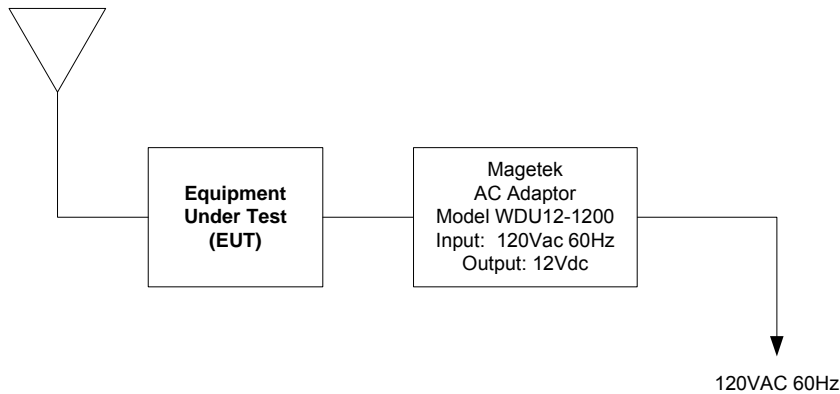 Equipment
Under Test
(EUT)
Magetek
AC Adaptor
Model WDU12-1200
Input:  120Vac 60Hz
Output: 12Vdc
120VAC 60Hz